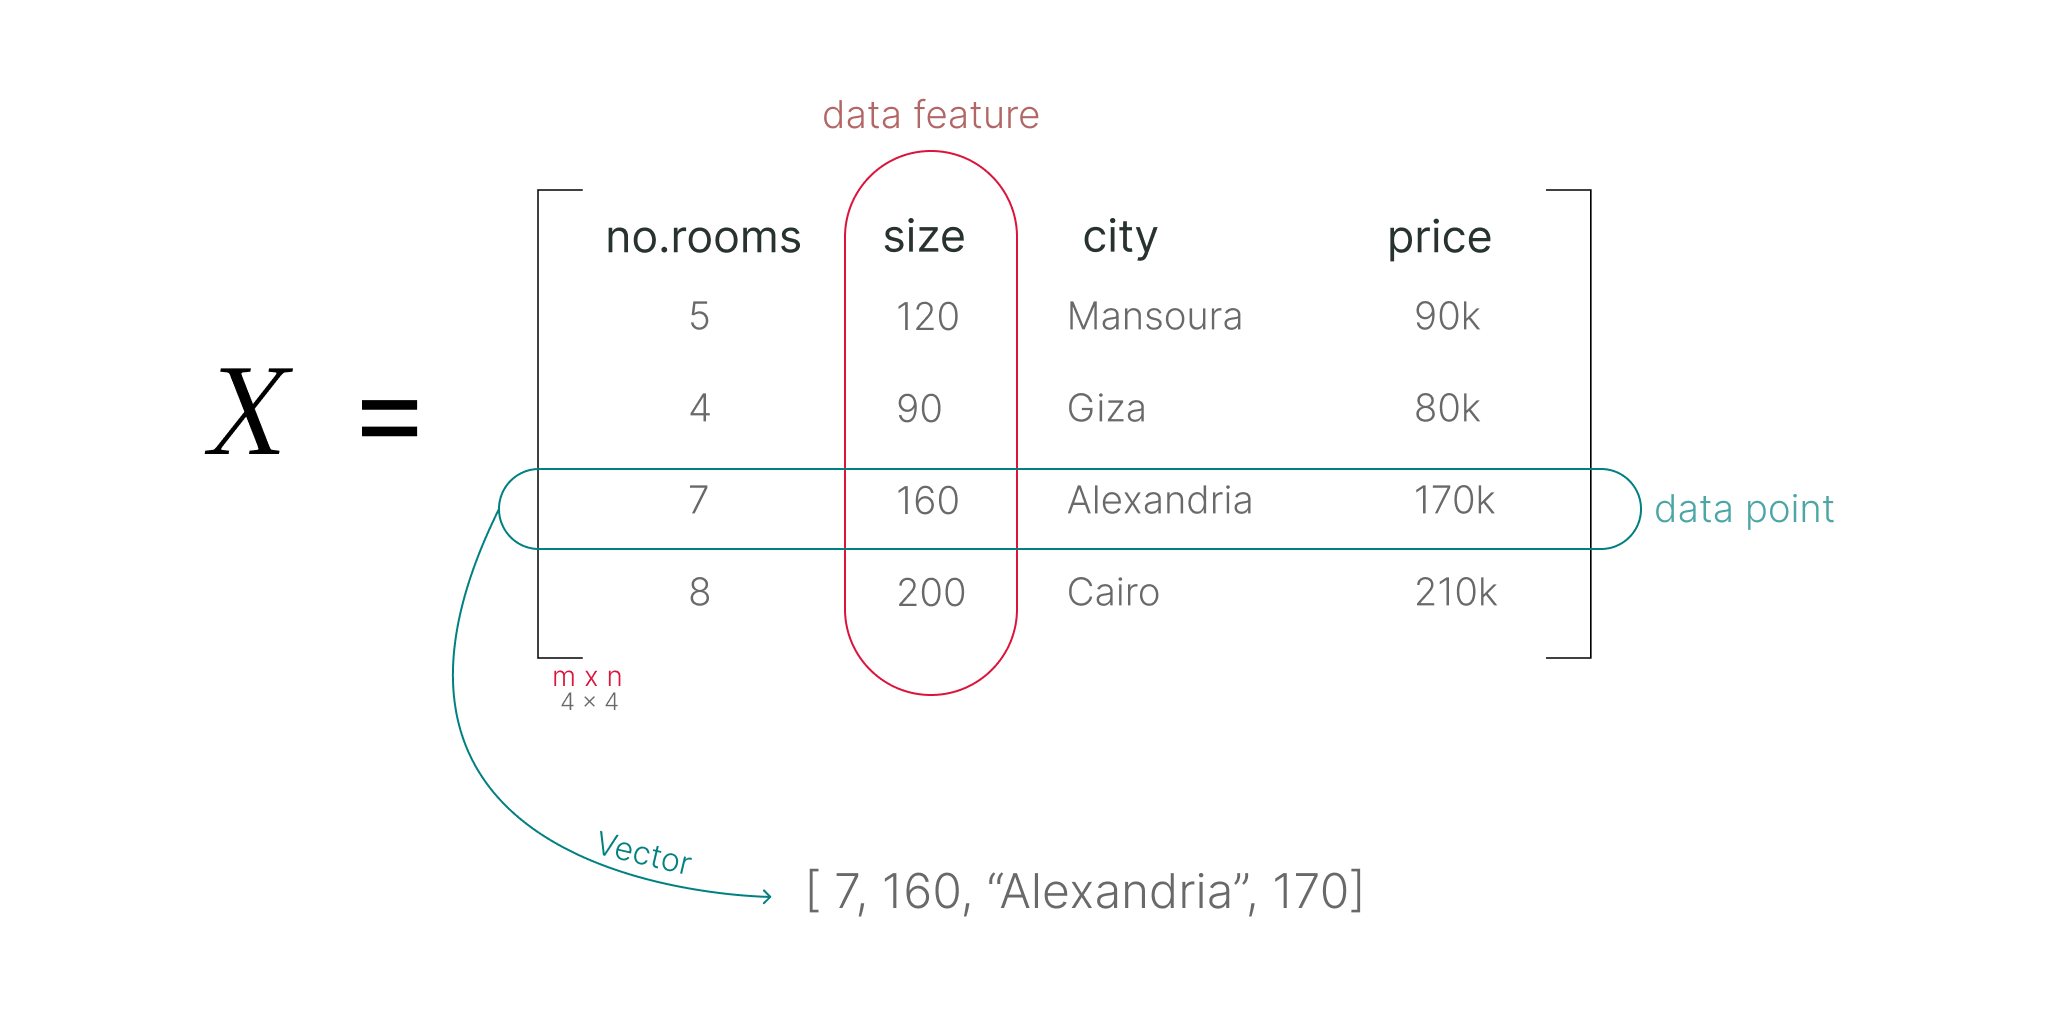 data feature
X =
no.rooms size city price
5 120 Mansoura 90k
4 90 Giza 80k
7 160 Alexandria 170k
data point
8 200 Cairo 210k
m x n
4 × 4
Vector
[ 7, 160, “Alexandria”, 170]